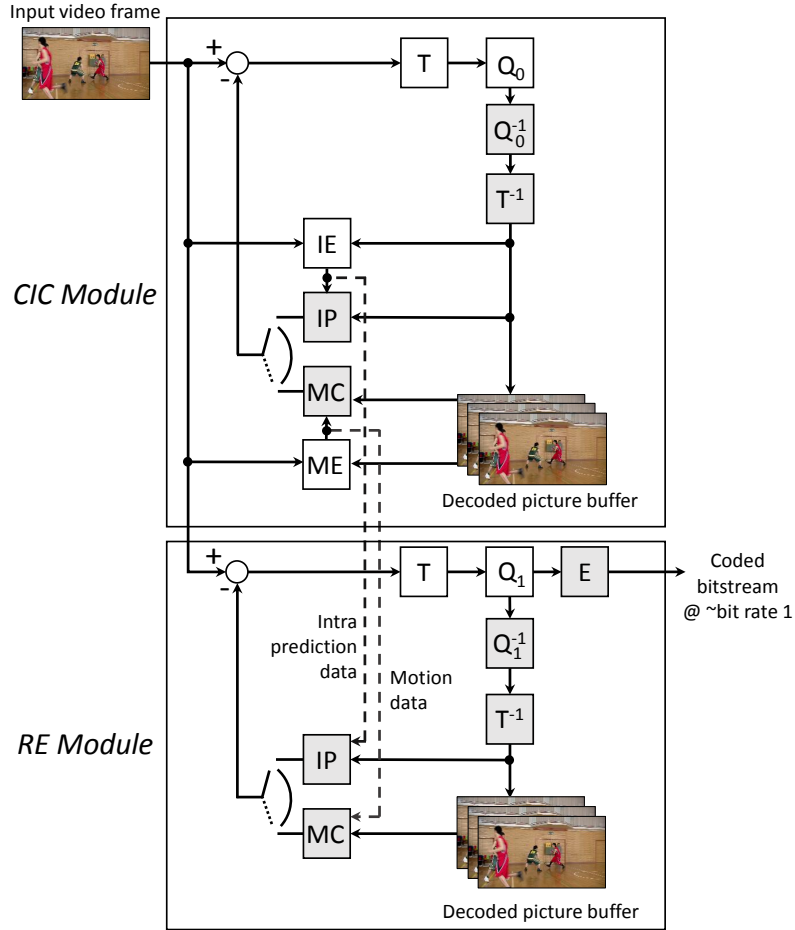 Input video frame
+
-
T
Q0
Q0-1
T-1
IE
CIC Module
IP
MC
ME
Decoded picture buffer
+
-
T
Q1
E
Coded
bitstream
@ ~bit rate 1
Intra
prediction
data
Q1-1
Motion
data
T-1
RE Module
IP
MC
Decoded picture buffer